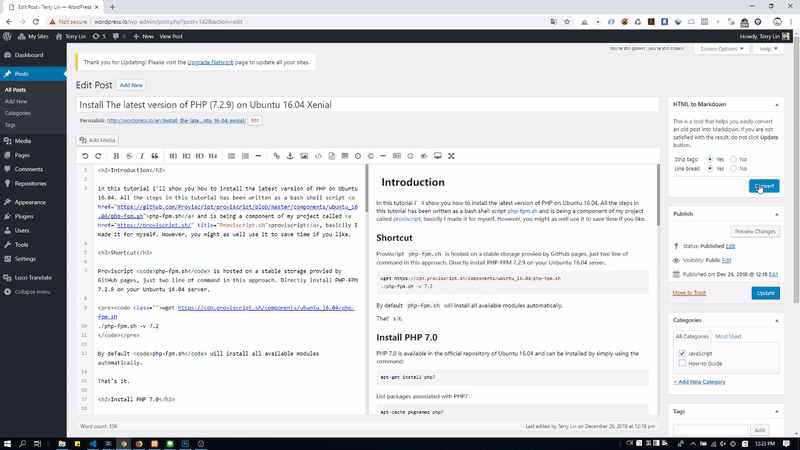 Edit Post ‹ Terry Lin — WordPress
Not secure | wordpress.io/wp-admin/post.php?post=142&action=edit
My Sites Terry Lin 5 New View Post Howdy, Terry Lin
You're still glowin', you're still crowin'
Screen Options Help
Dashboard
Posts
All Posts
Add New
Categories
Tags
Media
Pages
Comments
Repositories
Appearance
Plugins
Users
Tools
Settings
Loco Translate
Collapse menu
Thank you for Updating! Please visit the Upgrade Network page to update all your sites.
Edit Post Add New
Install The latest version of PHP (7.2.9) on Ubuntu 16.04 Xenial
Permalink: http://wordpress.io/en/install-the-late…ntu-16-04-xenial/ Edit
Add Media
B S I H1 H2 H3 H4
1 <h2>Introduction</h2>
2
3 In this tutorial I'll show you how to install the latest version of PHP on Ubuntu
16.04. All the steps in this tutorial has been written as a bash shell script <a
href="https://github.com/Proviscript/proviscript/blob/master/components/ubuntu_1
6.04/php-fpm.sh">php-fpm.sh</a> and is being a component of my project called <a
href="https://proviscript.sh/" title="Proviscript.sh">proviscript</a>, basiclly I
made it for myself. However, you might as well use it to save time if you like.
4
5 <h3>Shortcut</h3>
6
7 Proviscript <code>php-fpm.sh</code> is hosted on a stable storage provied by
GitHub pages, just two line of command in this approach. Directly install PHP-FPM
7.2.9 on your Ubuntu 16.04 server.
8
9 <pre><code class="">wget https://cdn.proviscript.sh/components/ubuntu_16.04/php-
fpm.sh
10 ./php-fpm.sh -v 7.2
11 </code></pre>
12
13 By default <code>php-fpm.sh</code> will install all available modules
automatically.
14
15 That's it.
16
17 <h3>Install PHP 7.0</h3>
18
Introduction
In this tutorial I'll show you how to install the latest version of PHP on Ubuntu 16.04. All the steps in
this tutorial has been written as a bash shell script php-fpm.sh and is being a component of my project
called proviscript, basiclly I made it for myself. However, you might as well use it to save time if you like.
Shortcut
Proviscript php-fpm.sh is hosted on a stable storage provied by GitHub pages, just two line of
command in this approach. Directly install PHP-FPM 7.2.9 on your Ubuntu 16.04 server.
wget https://cdn.proviscript.sh/components/ubuntu_16.04/php-fpm.sh
./php-fpm.sh -v 7.2
By default php-fpm.sh will install all available modules automatically.
That's it.
Install PHP 7.0
PHP 7.0 is available in the official repository of Ubuntu 16.04 and can be installed by simply using the
command:
apt-get install php7
List packages associated with PHP7
apt-cache pkgnames php7
Word count: 356
Last edited by Terry Lin on December 26, 2018 at 12:18 pm
HTML to Markdown
This is a tool that helps you easily convert
an old post into Markdown. If you are not
satisfied with the result, do not click Update
button.
Strip tags: Yes No
Line break: Yes No
Convert
Publish
Preview Changes
Status: Published Edit
Visibility: Public Edit
Published on: Dec 26, 2018 @ 12:18 Edit
Move to Trash Update
Categories
All Categories Most Used
JavaScript
How-to Guide
+ Add New Category
Tags
Add
12:23 PM